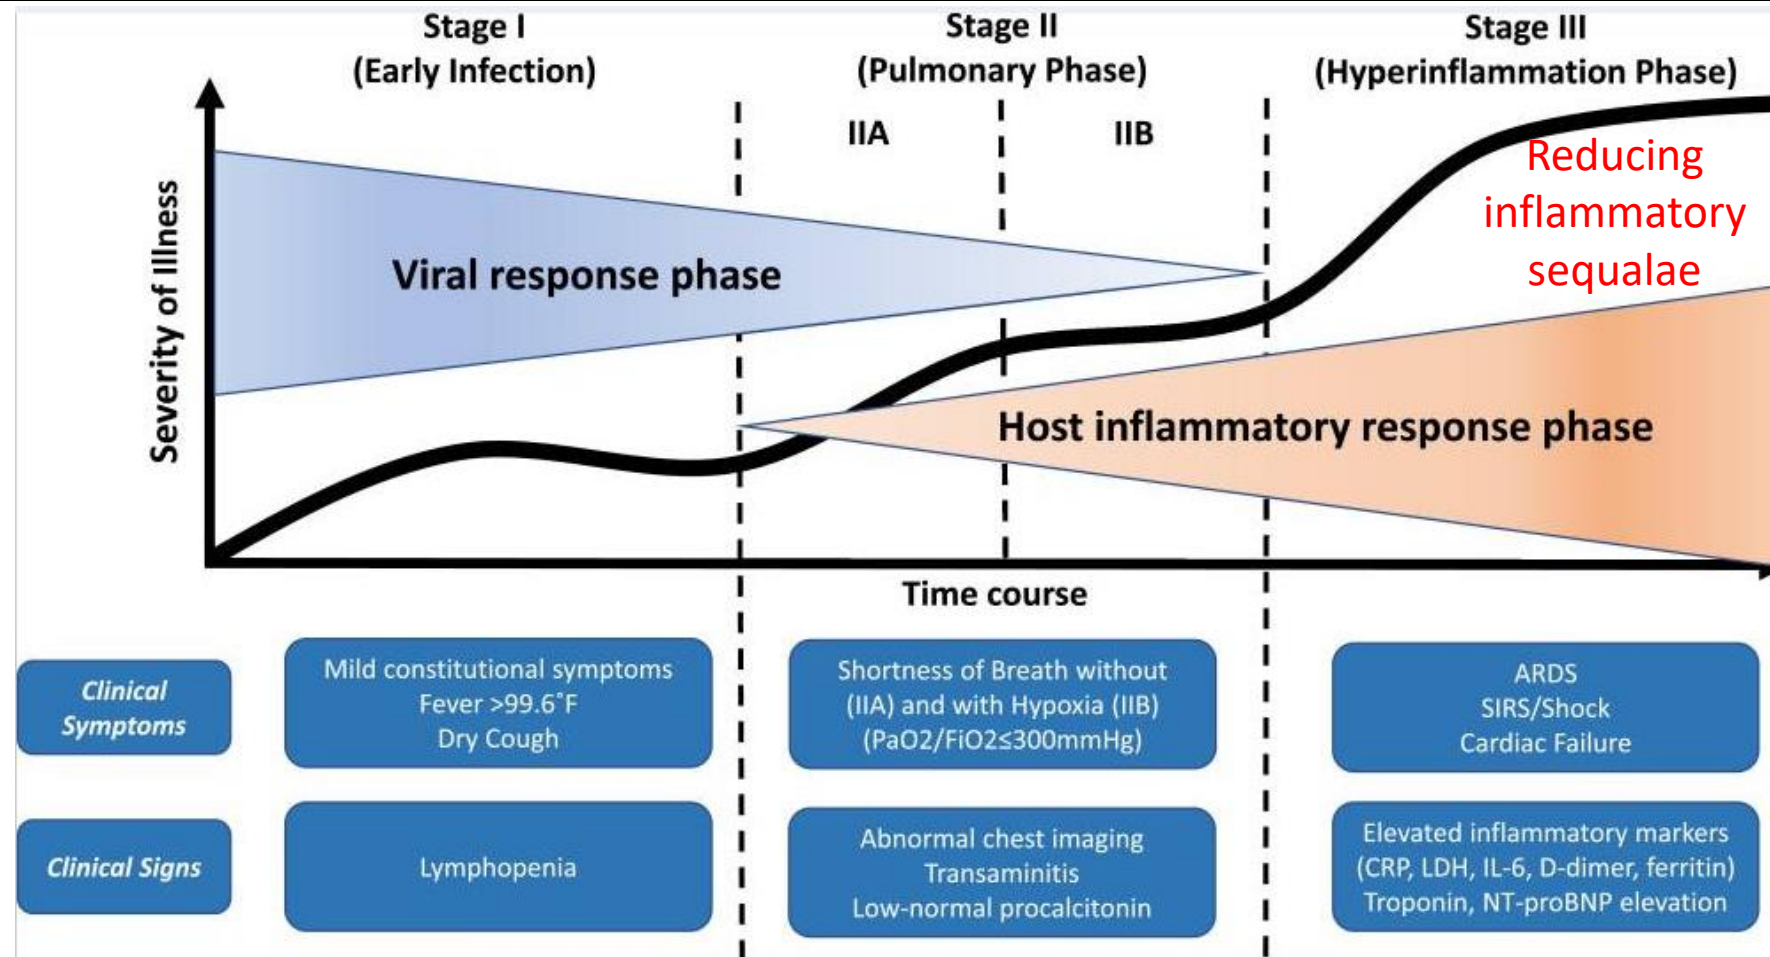 Stage I
(Early Infection)
Stage II
(Pulmonary Phase)
Stage III
(Hyperinflammation Phase)
IIA
IIB
Severity of Illness
Viral response phase
Reducing
inflammatory
sequalae
Host inflammatory response phase
Time course
Clinical
Symptoms
Mild constitutional symptoms
Fever >99.6°F
Dry Cough
Shortness of Breath without
(IIA) and with Hypoxia (IIB)
(PaO2/FiO2≤300mmHg)
ARDS
SIRS/Shock
Cardiac Failure
Clinical Signs
Lymphopenia
Abnormal chest imaging
Transaminitis
Low-normal procalcitonin
Elevated inflammatory markers
(CRP, LDH, IL-6, D-dimer, ferritin)
Troponin, NT-proBNP elevation